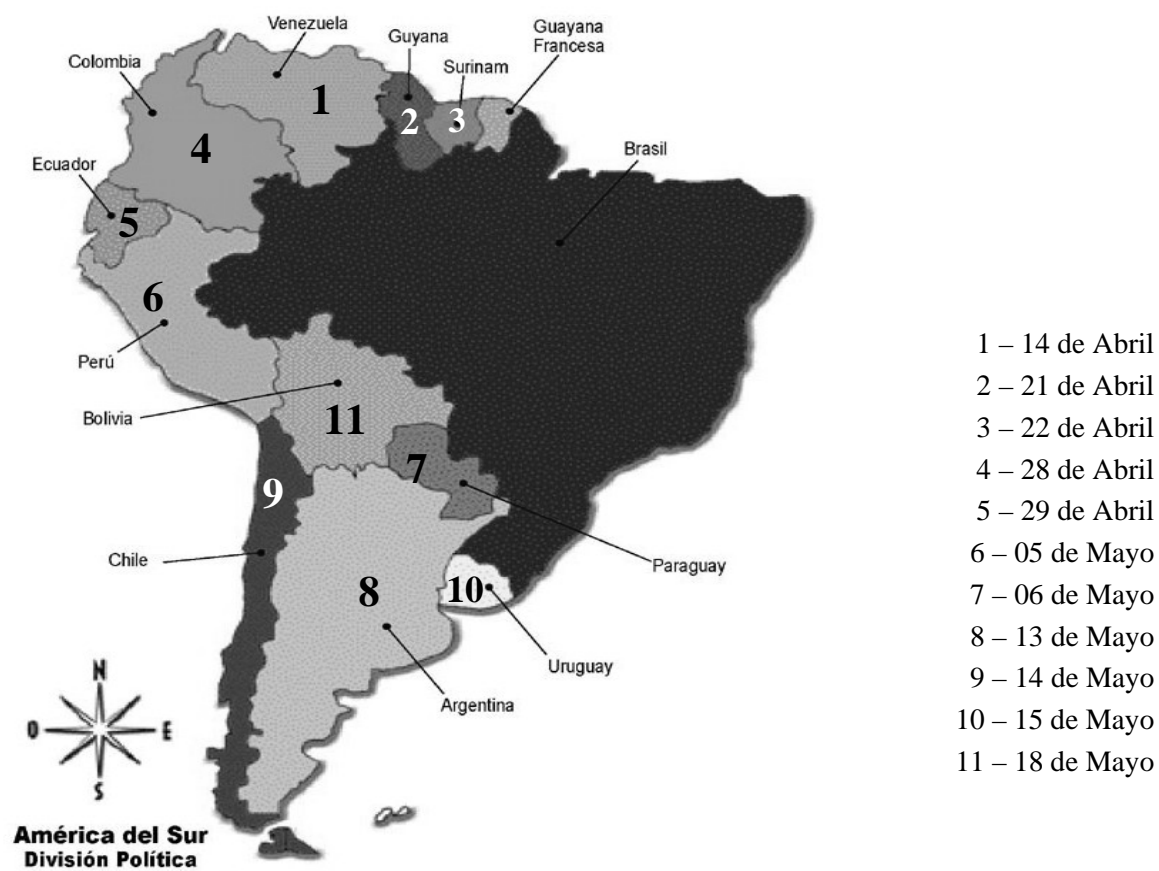 Venezuela
Guyana
Guayana
Francesa
Surinam
Colombia
1
2
3
4
Brasil
Ecuador
5
6
Perú
Bolivia
11
7
9
Chile
Paraguay
8
10
Uruguay
Argentina
N
O
E
S
América del Sur
División Política
1 – 14 de Abril
2 – 21 de Abril
3 – 22 de Abril
4 – 28 de Abril
5 – 29 de Abril
6 – 05 de Mayo
7 – 06 de Mayo
8 – 13 de Mayo
9 – 14 de Mayo
10 – 15 de Mayo
11 – 18 de Mayo